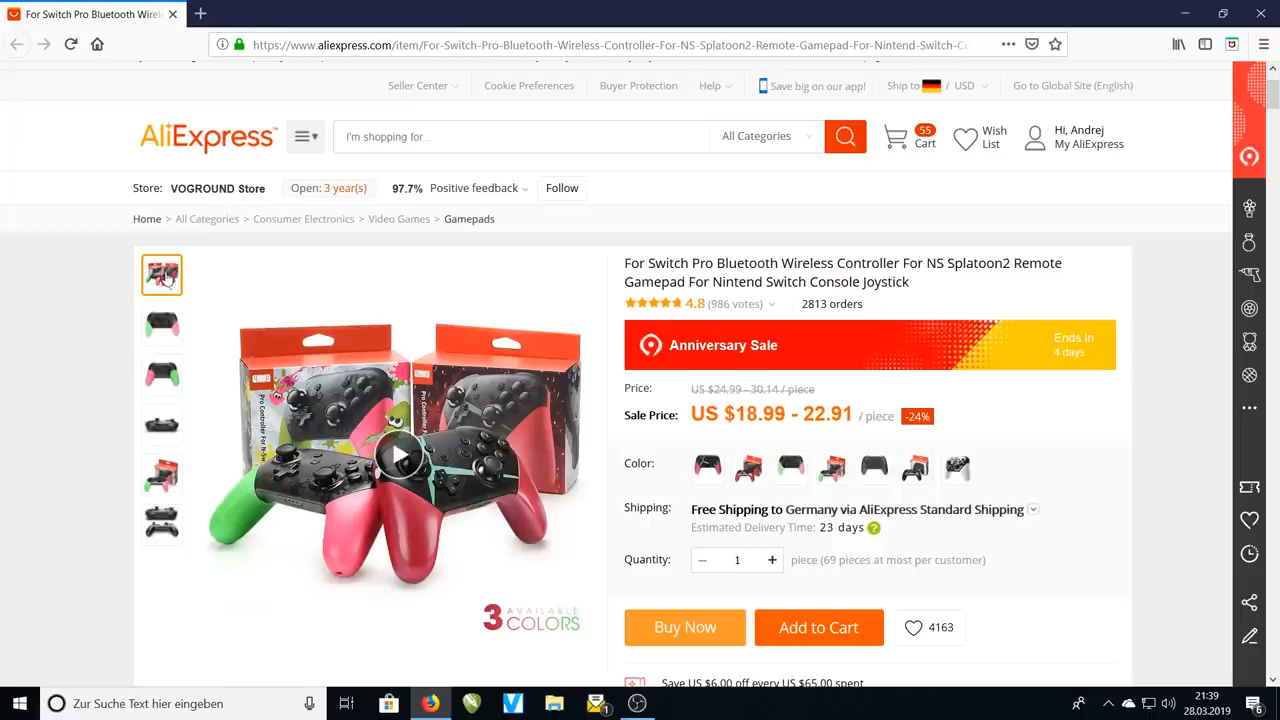 For Switch Pro Bluetooth Wirel
https://www.aliexpress.com/item/For-Switch-Pro-Bluetooth-Wireless-Controller-For-NS-Splatoon2-Remote-Gamepad-For-Nintend-Switch-Cc
Seller Center
Cookie Preferences
Buyer Protection
Help
Save big on our app!
Ship to / USD
Go to Global Site (English)
AliExpress™
I'm shopping for...
All Categories
55
Cart
Wish
List
Hi, Andrej
My AliExpress
Store: VOGROUND Store Open: 3 year(s) 97.7% Positive feedback Follow
Home > All Categories > Consumer Electronics > Video Games > Gamepads
For Switch Pro Bluetooth Wireless Controller For NS Splatoon2 Remote
Gamepad For Nintend Switch Console Joystick
4.8 (986 votes) 2813 orders
Anniversary Sale
Ends in
4 days
Price: US $24.99 - 30.14 / piece
Sale Price: US $18.99 - 22.91 / piece -24%
Color:
Shipping: Free Shipping to Germany via AliExpress Standard Shipping
Estimated Delivery Time: 23 days ?
Quantity: – 1 + piece (69 pieces at most per customer)
3 AVAILABLE
COLORS
Buy Now
Add to Cart
4163
Save US $6.00 off every US $65.00 spent
Zur Suche Text hier eingeben
1
21:39
28.03.2019
6